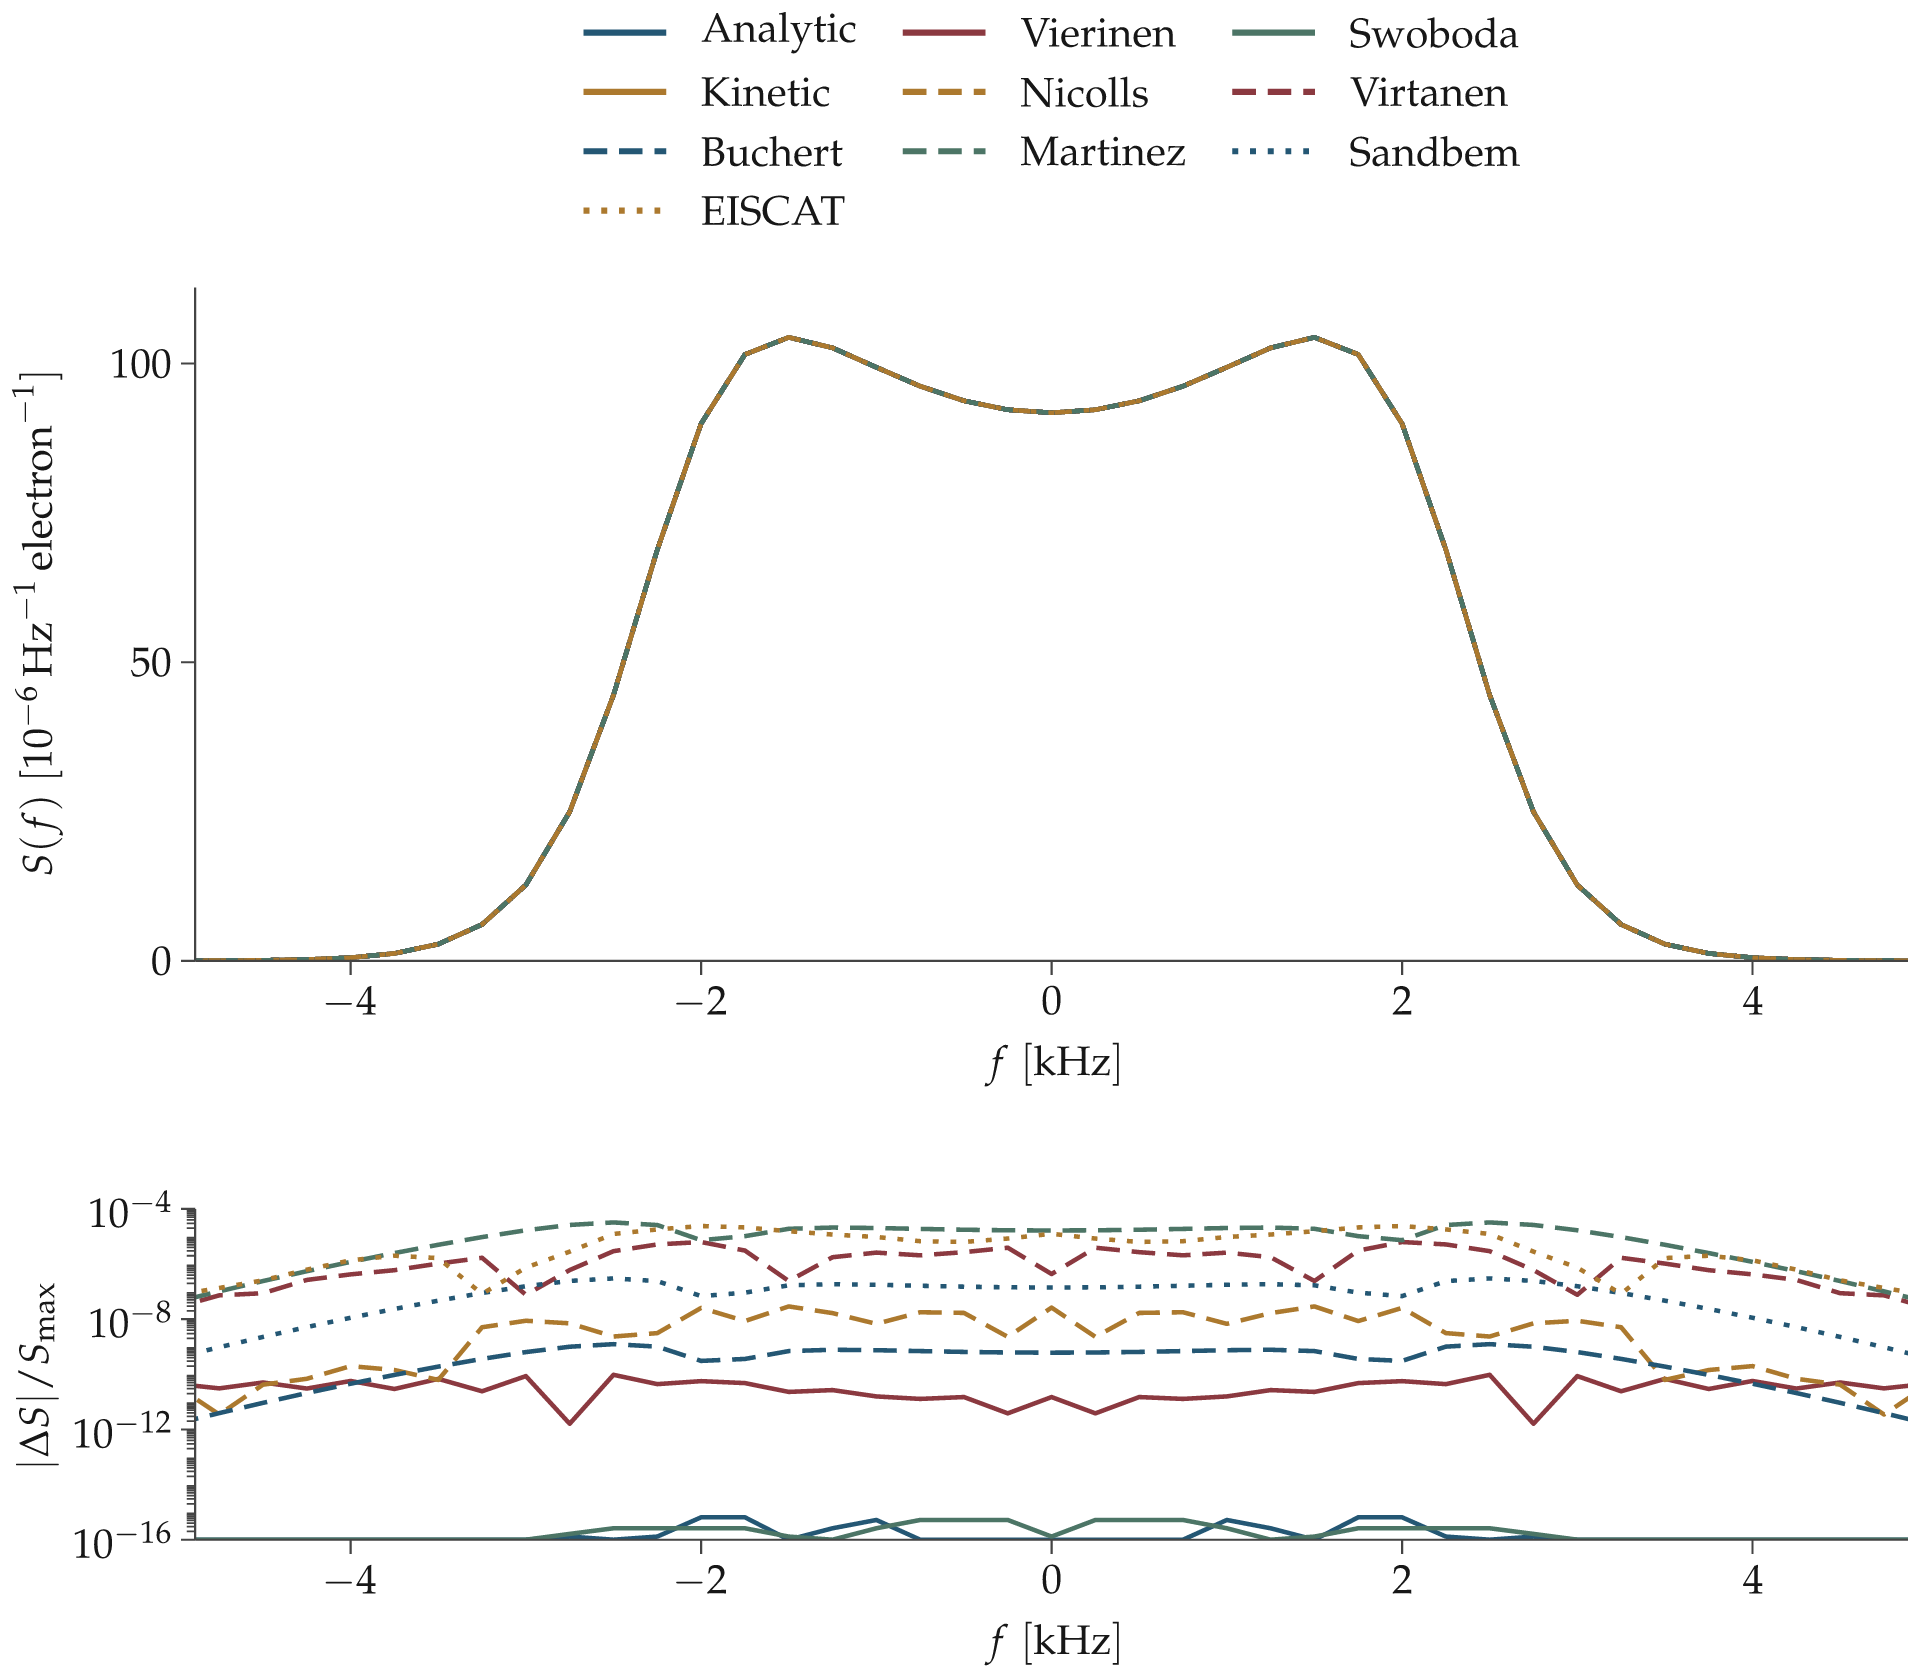 Analytic Vierinen Swoboda
Kinetic Nicolls Virtanen
Buchert Martinez Sandbem
EISCAT
100
50
0
S(f) [10⁻⁶ Hz⁻¹ electron⁻¹]
−4 −2 0 2 4
f [kHz]
10⁻⁴
10⁻⁸
10⁻¹²
10⁻¹⁶
|ΔS| / Smax
−4 −2 0 2 4
f [kHz]